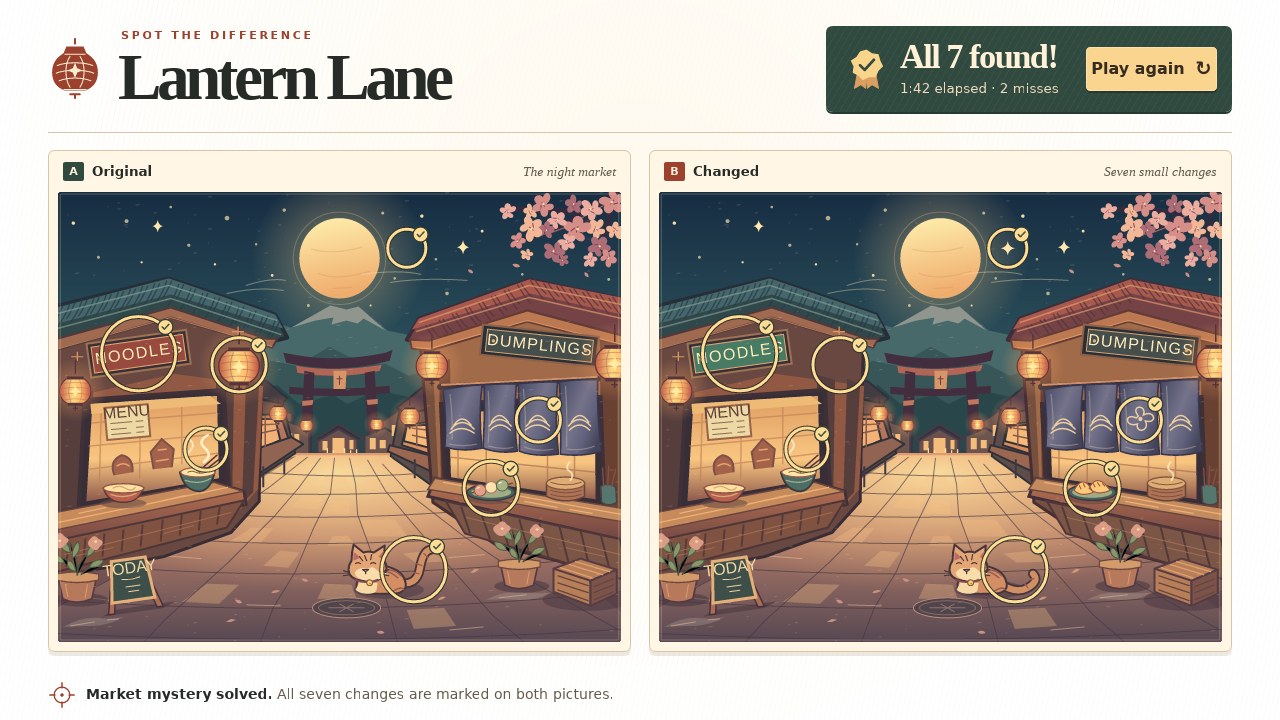 SPOT THE DIFFERENCE
Lantern Lane
All 7 found!
1:42 elapsed · 2 misses
Play again ↻
A Original
The night market
B Changed
Seven small changes
NOODLES
DUMPLINGS
MENU
TODAY
NOODLES
DUMPLINGS
MENU
TODAY
Market mystery solved. All seven changes are marked on both pictures.